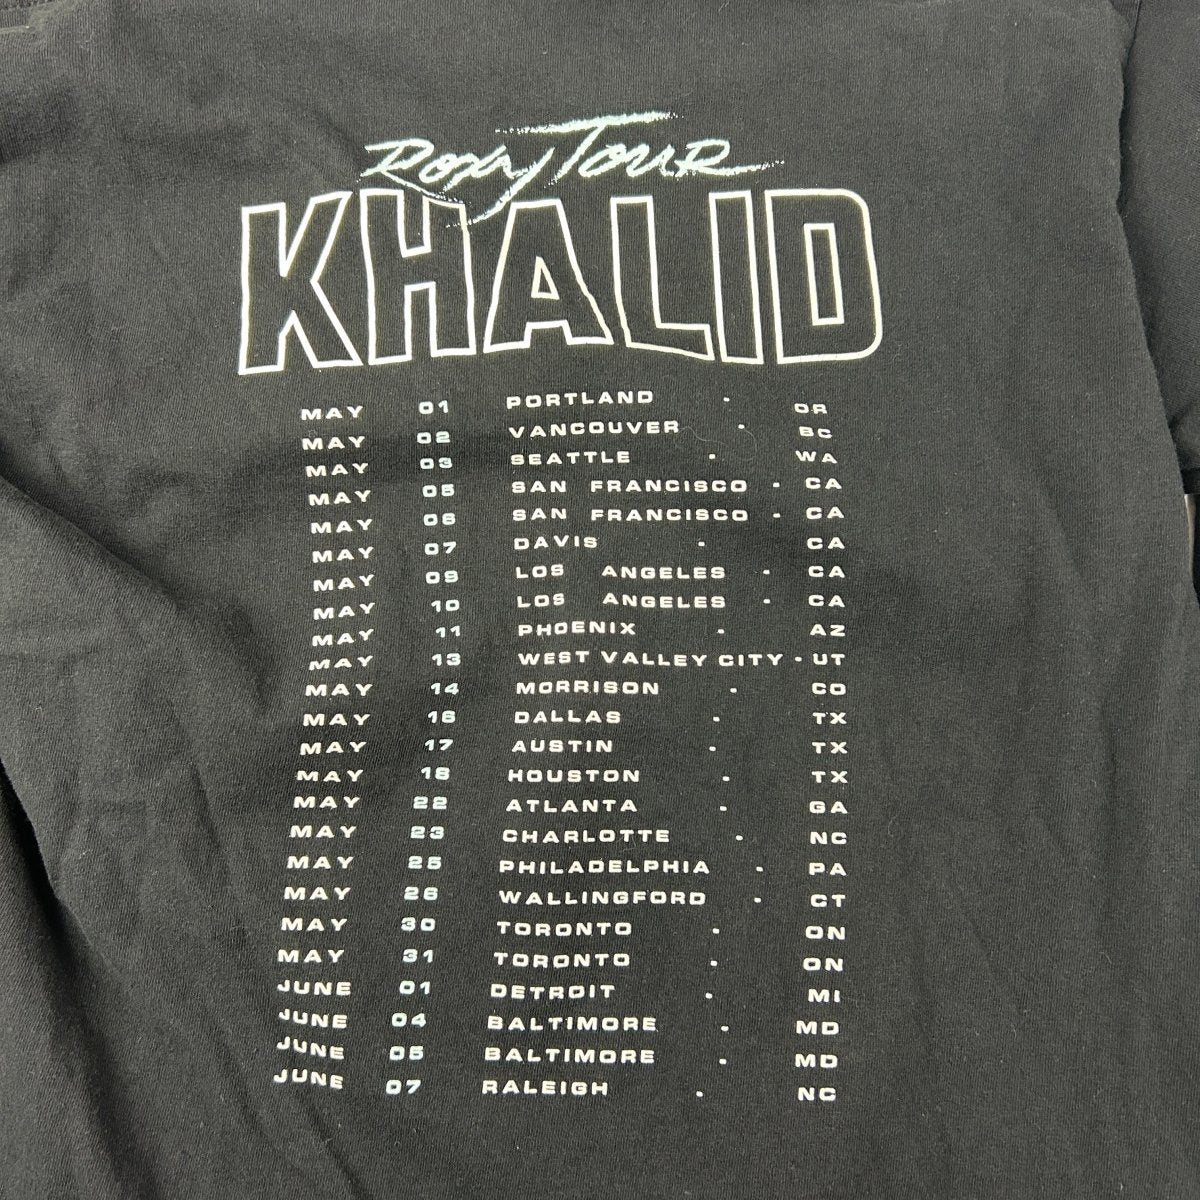 Roxy Tour
KHALID
MAY 01 PORTLAND · OR
MAY 02 VANCOUVER · BC
MAY 03 SEATTLE · WA
MAY 05 SAN FRANCISCO · CA
MAY 06 SAN FRANCISCO · CA
MAY 07 DAVIS · CA
MAY 09 LOS ANGELES · CA
MAY 10 LOS ANGELES · CA
MAY 11 PHOENIX · AZ
MAY 13 WEST VALLEY CITY · UT
MAY 14 MORRISON · CO
MAY 16 DALLAS · TX
MAY 17 AUSTIN · TX
MAY 18 HOUSTON · TX
MAY 22 ATLANTA · GA
MAY 23 CHARLOTTE · NC
MAY 25 PHILADELPHIA · PA
MAY 26 WALLINGFORD · CT
MAY 30 TORONTO · ON
MAY 31 TORONTO · ON
JUNE 01 DETROIT · MI
JUNE 04 BALTIMORE · MD
JUNE 05 BALTIMORE · MD
JUNE 07 RALEIGH · NC